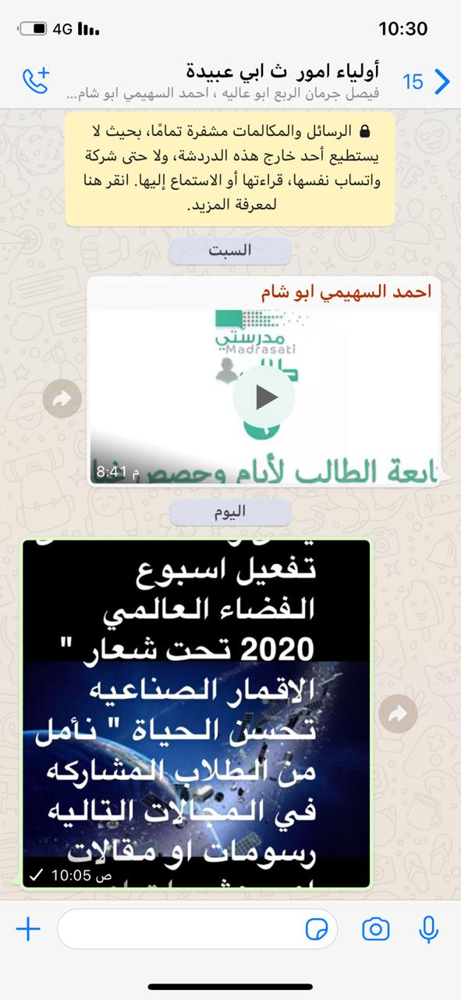 4G
10:30
أولياء امور ث ابي عبيدة
15
فيصل جرمان الربع ابو عاليه ، احمد السهيمي ابو شام...
الرسائل والمكالمات مشفرة تمامًا، بحيث لا
يستطيع أحد خارج هذه الدردشة، ولا حتى شركة
واتساب نفسها، قراءتها أو الاستماع إليها. انقر هنا
لمعرفة المزيد.
السبت
احمد السهيمي ابو شام
مدرستي
Madrasati
الطالب لأيام وحصص
8:41 م
اليوم
تفعيل اسبوع
الفضاء العالمي
2020 تحت شعار "
الاقمار الصناعيه
تحسن الحياة " نأمل
من الطلاب المشاركه
في المجالات التاليه
رسومات او مقالات
10:05 ص